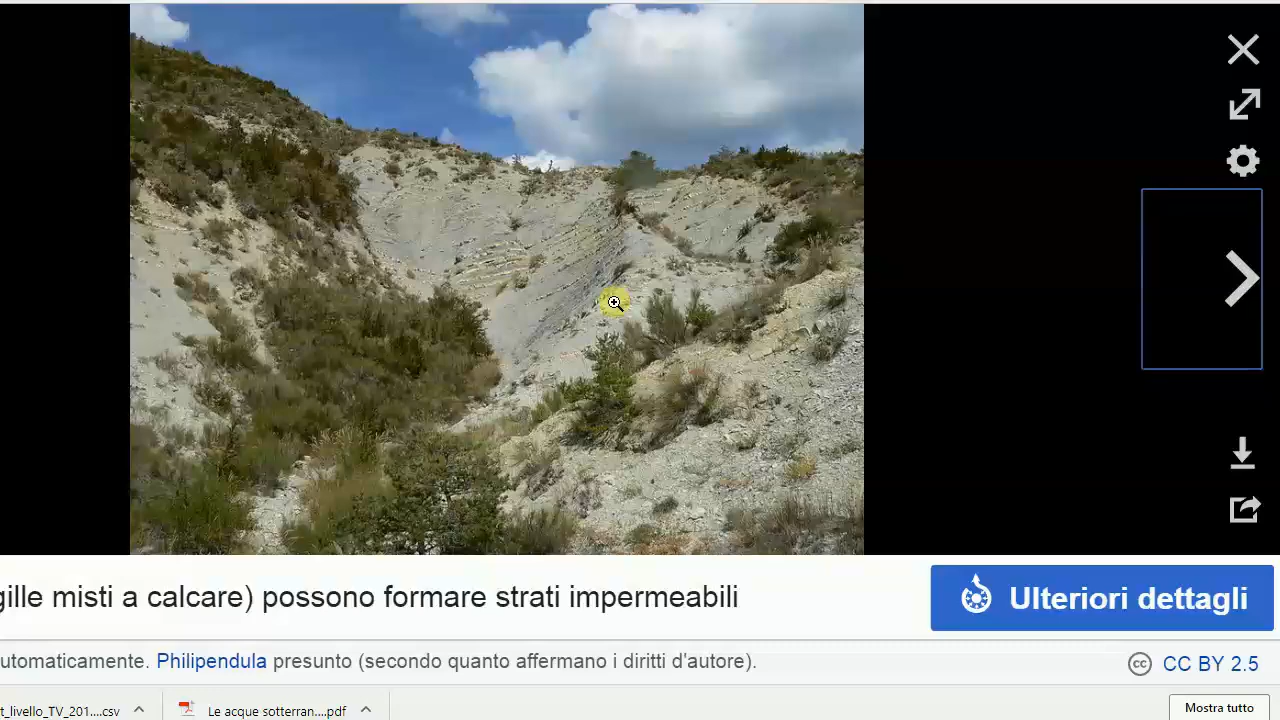 gille misti a calcare) possono formare strati impermeabili
Ulteriori dettagli
utomaticamente. Philipendula presunto (secondo quanto affermano i diritti d'autore).
cc CC BY 2.5
t_livello_TV_201....csv
Le acque sotterran....pdf
Mostra tutto